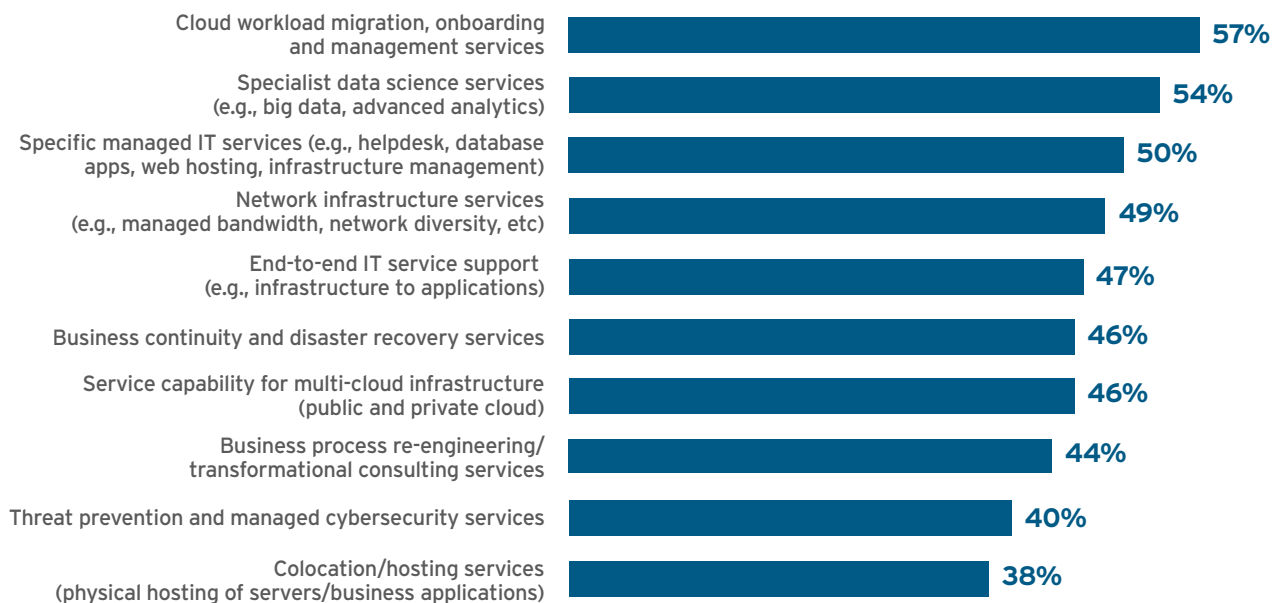 Cloud workload migration, onboarding
and management services
57%
Specialist data science services
(e.g., big data, advanced analytics)
54%
Specific managed IT services (e.g., helpdesk, database
apps, web hosting, infrastructure management)
50%
Network infrastructure services
(e.g., managed bandwidth, network diversity, etc)
49%
End-to-end IT service support
(e.g., infrastructure to applications)
47%
Business continuity and disaster recovery services
46%
Service capability for multi-cloud infrastructure
(public and private cloud)
46%
Business process re-engineering/
transformational consulting services
44%
Threat prevention and managed cybersecurity services
40%
Colocation/hosting services
(physical hosting of servers/business applications)
38%